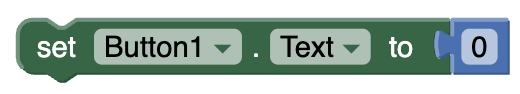 set Button1 . Text to 0